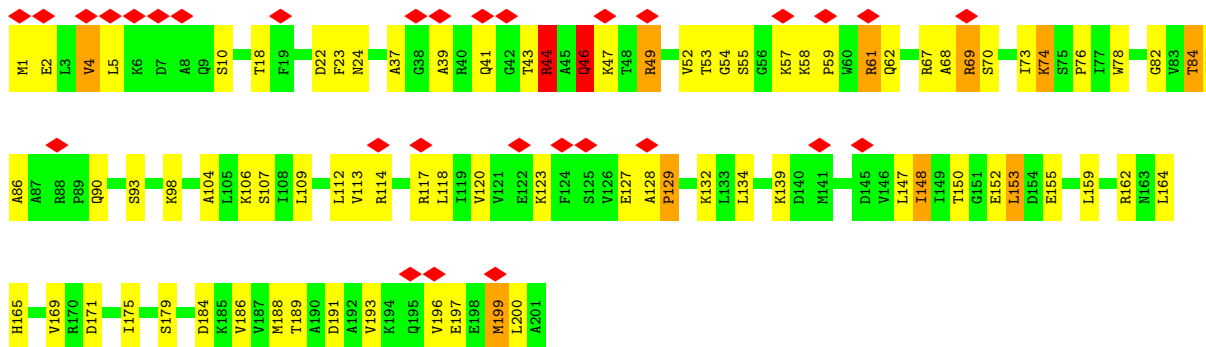 M1 E2 L3 V4 L5 K6 D7 A8 Q9 S10 T18 F19 D22 F23 N24 A37 G38 A39 R40 Q41 G42 T43 R44 A45 Q46 K47 T48 R49 V52 T53 G54 S55 G56 K57 K58 P59 W60 R61 Q62 R67 A68 R69 S70 I73 K74 S75 P76 I77 W78 G82 V83 T84
A86 A87 R88 P89 Q90 S93 K98 A104 L105 K106 S107 I108 L109 L112 V113 R114 R117 L118 I119 V120 V121 E122 K123 F124 S125 V126 E127 A128 P129 K132 L133 L134 K139 D140 M141 D145 V146 L147 I148 I149 T150 G151 E152 L153 D154 E155 L159 R162 N163 L164
H165 V169 R170 D171 I175 S179 D184 K185 V186 V187 M188 T189 A190 D191 A192 V193 K194 Q195 V196 E197 E198 M199 L200 A201